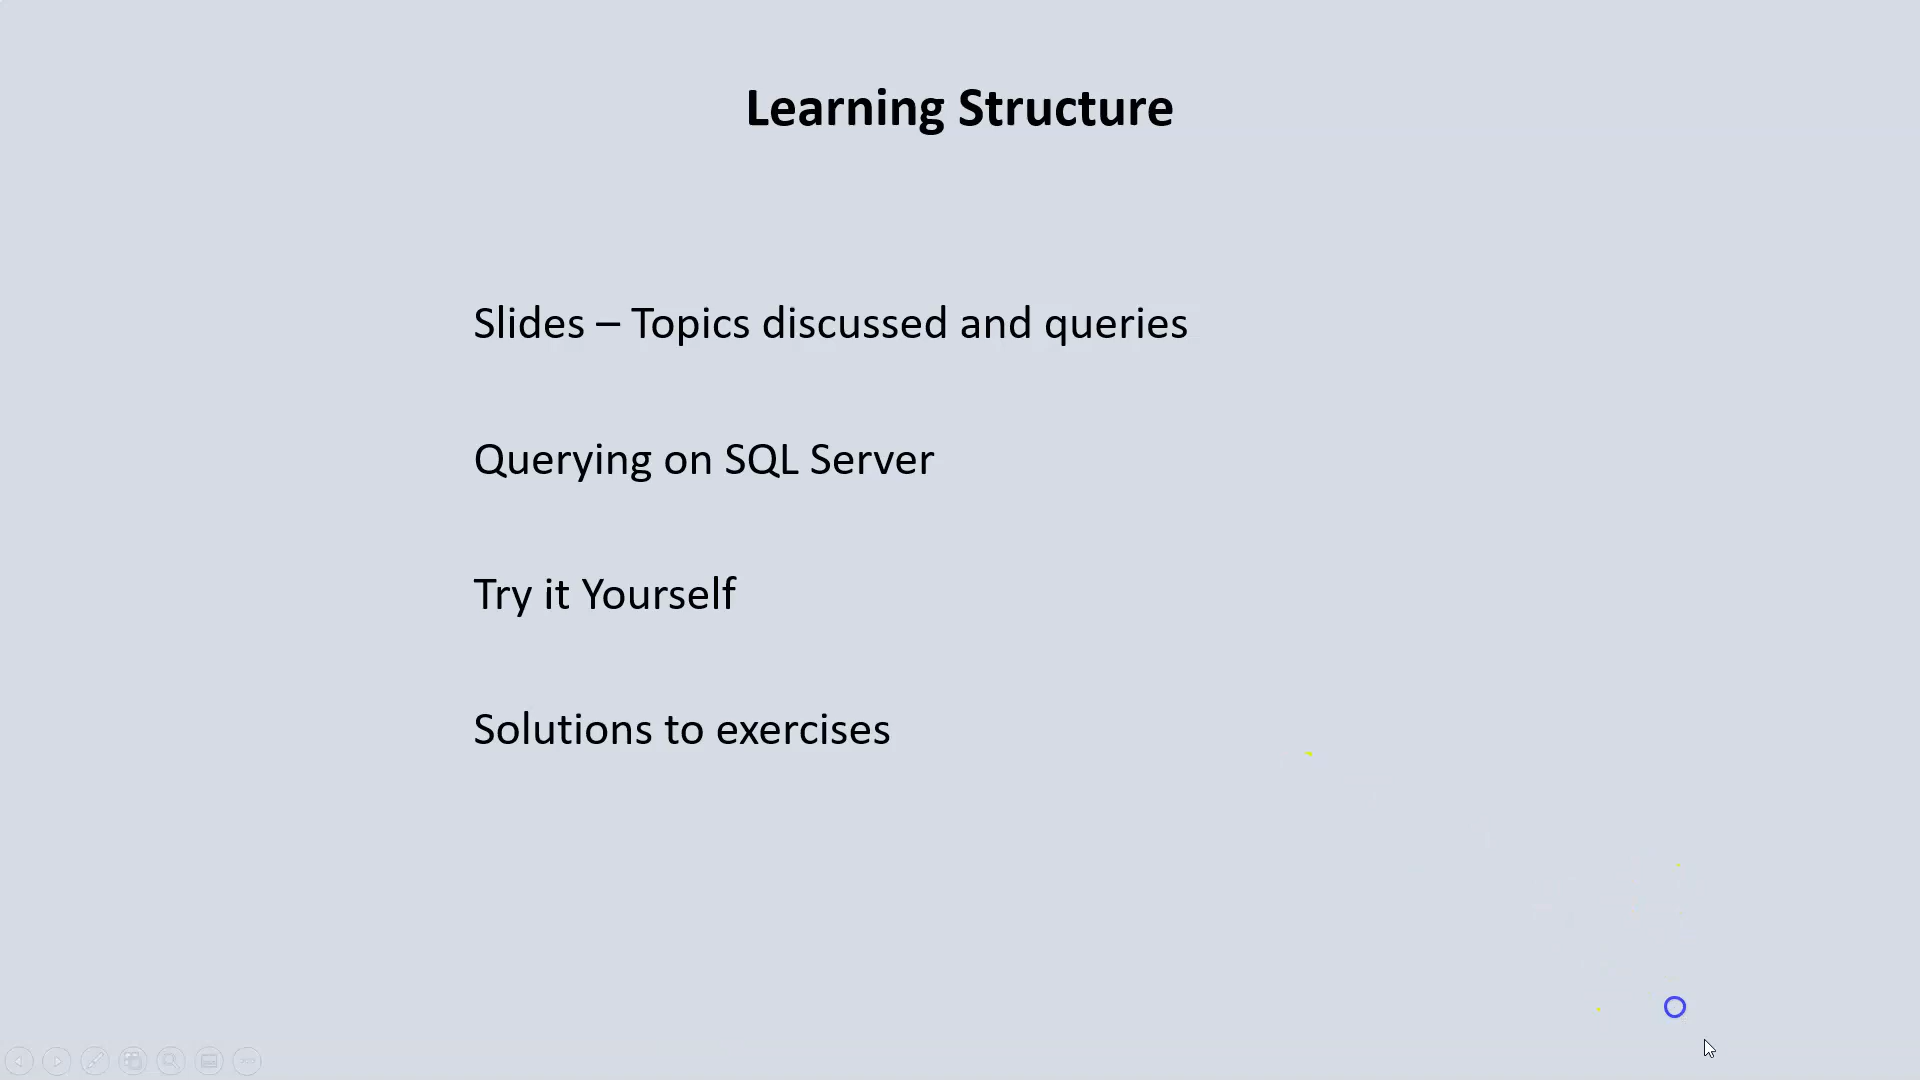 Learning Structure
Slides – Topics discussed and queries
Querying on SQL Server
Try it Yourself
Solutions to exercises